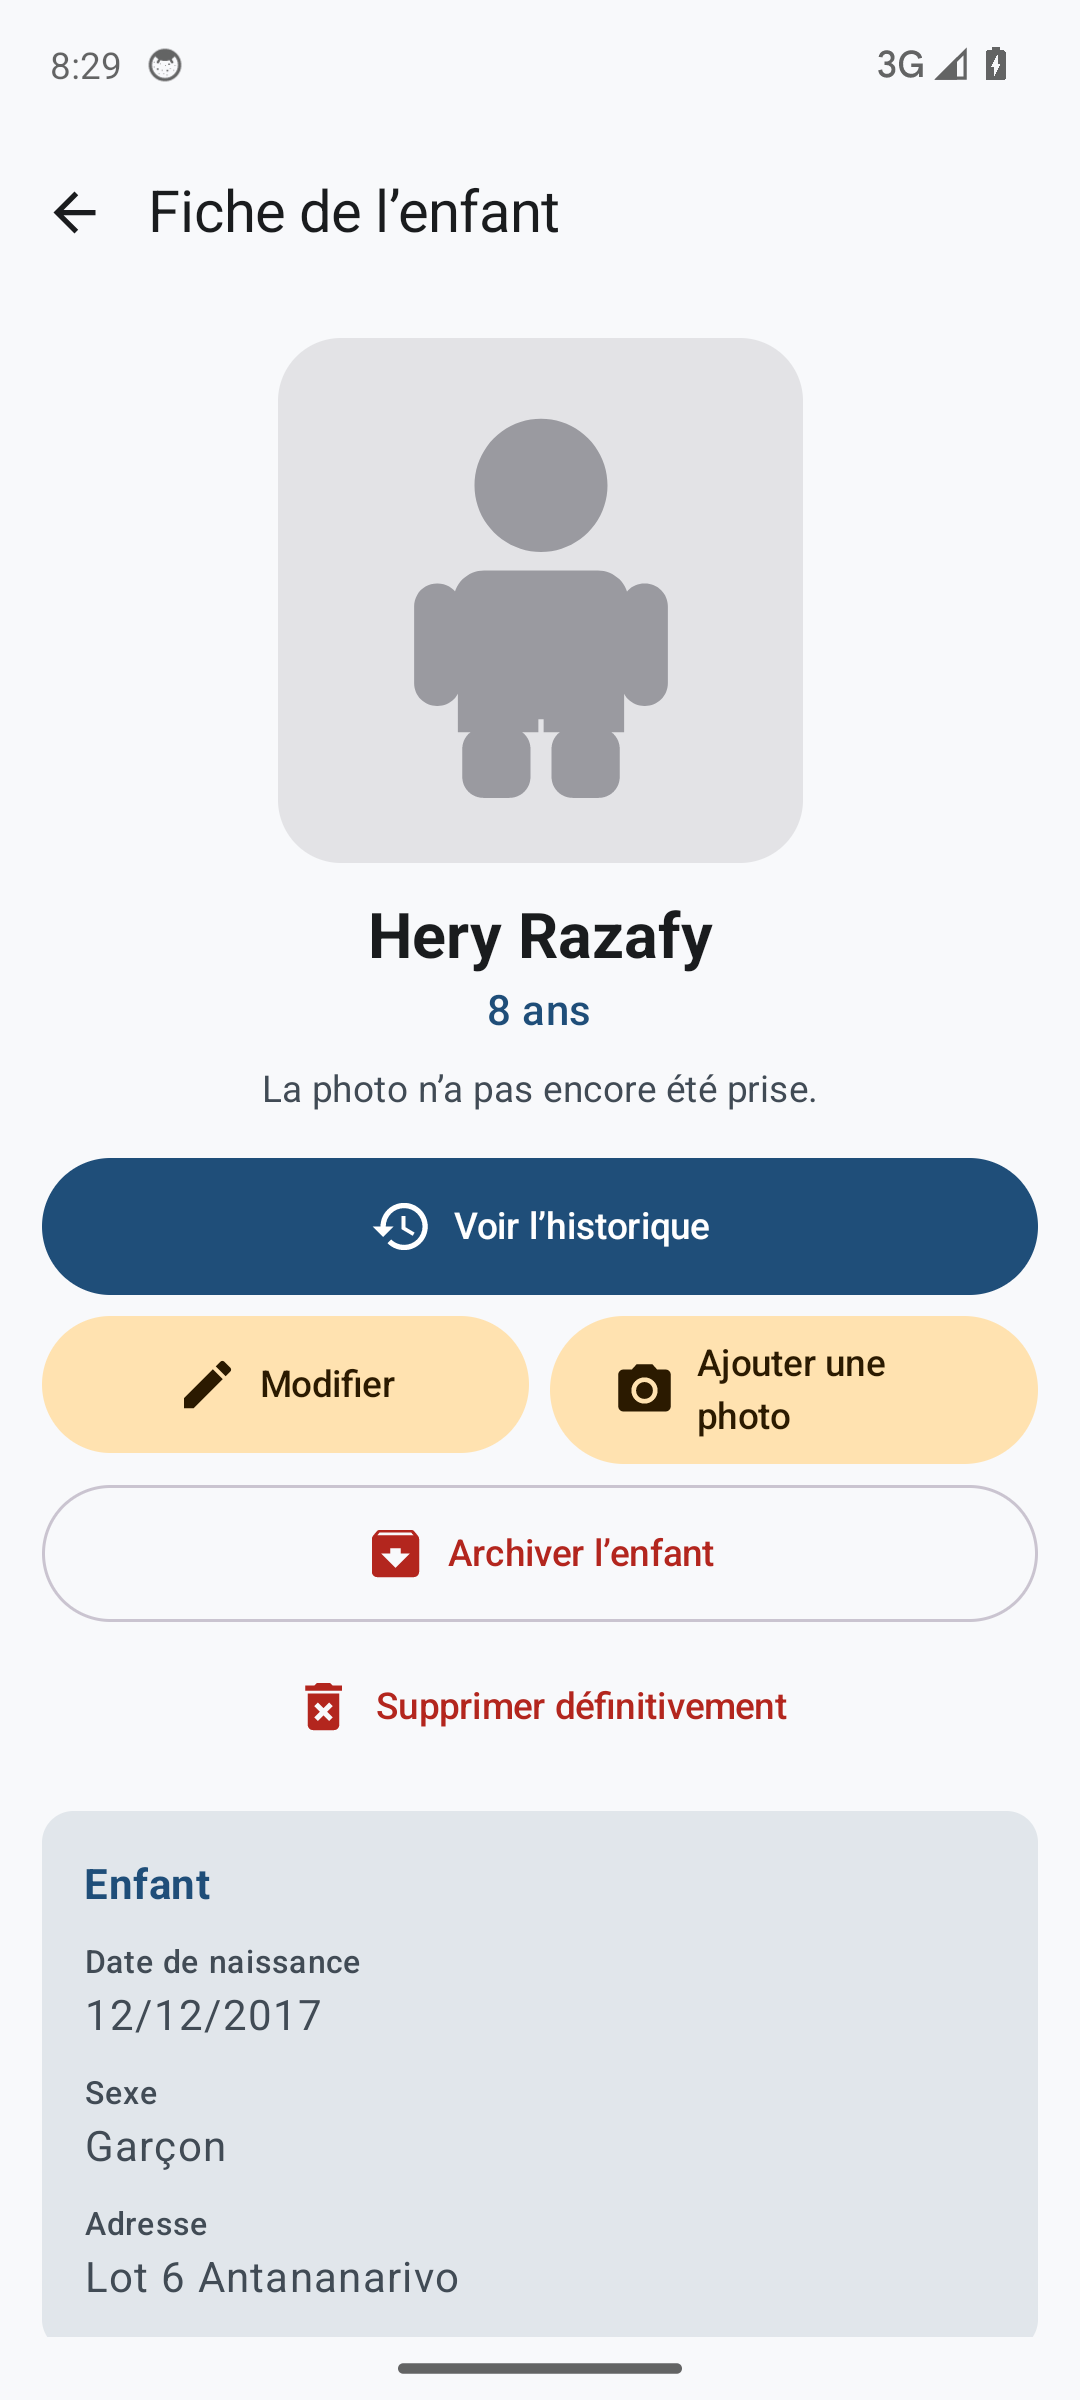 8:29
3G
Fiche de l’enfant
Hery Razafy
8 ans
La photo n’a pas encore été prise.
Voir l’historique
Modifier
Ajouter une
photo
Archiver l’enfant
Supprimer définitivement
Enfant
Date de naissance
12/12/2017
Sexe
Garçon
Adresse
Lot 6 Antananarivo